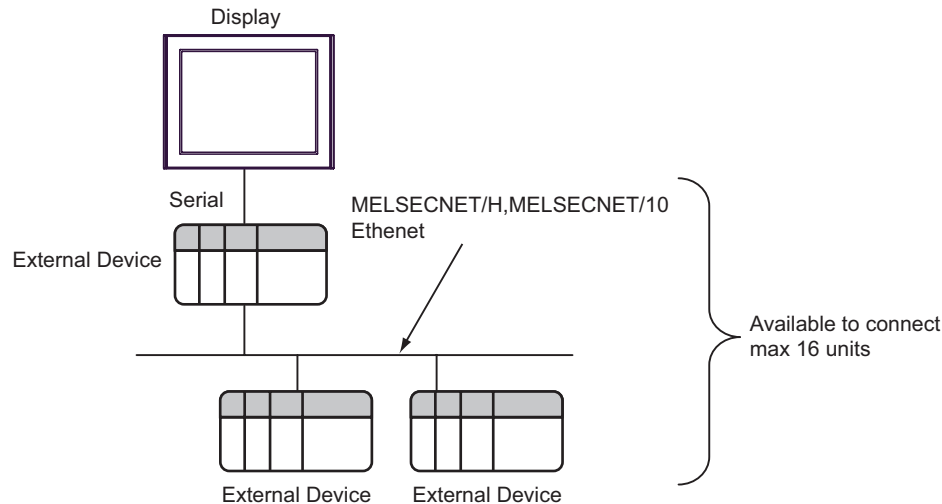 Display
Serial
MELSECNET/H,MELSECNET/10
Ethenet
External Device
Available to connect
max 16 units
External Device
External Device